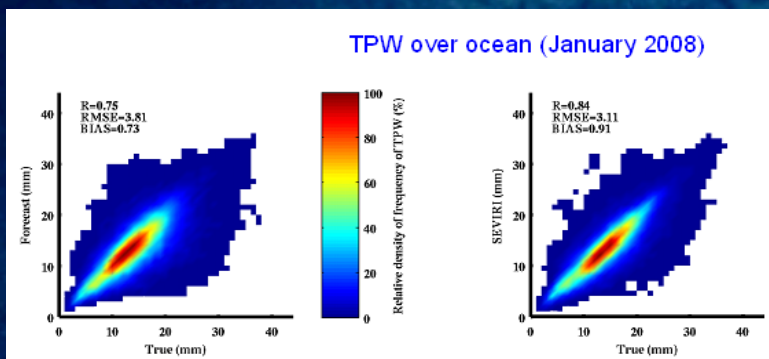 TPW over ocean (January 2008)
R=0.75
RMSE=3.81
BIAS=0.73
40
30
20
10
0
Forecast (mm)
0 10 20 30 40
True (mm)
100
80
60
40
20
0
Relative density of frequency of TPW (%)
R=0.84
RMSE=3.11
BIAS=0.91
40
30
20
10
0
SEVIRI (mm)
0 10 20 30 40
True (mm)